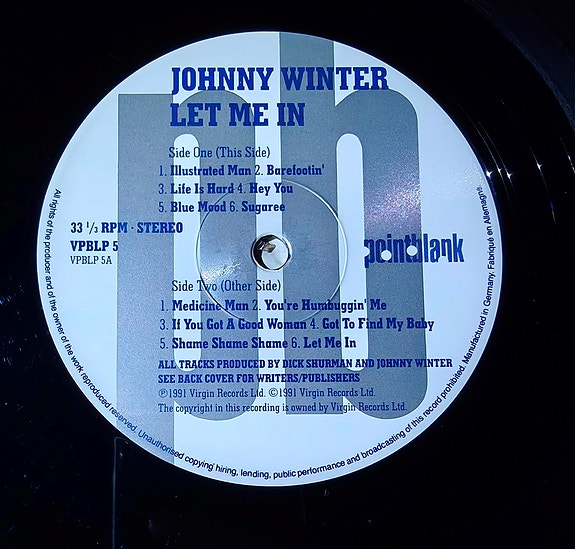 JOHNNY WINTER
LET ME IN
Side One (This Side)
1. Illustrated Man 2. Barefootin'
3. Life Is Hard 4. Hey You
5. Blue Mood 6. Sugaree
33 1/3 RPM · STEREO
VPBLP 5
VPBLP 5A
pointblank
Side Two (Other Side)
1. Medicine Man 2. You're Humbuggin' Me
3. If You Got A Good Woman 4. Got To Find My Baby
5. Shame Shame Shame 6. Let Me In
ALL TRACKS PRODUCED BY DICK SHURMAN AND JOHNNY WINTER
SEE BACK COVER FOR WRITERS/PUBLISHERS
℗1991 Virgin Records Ltd. ©1991 Virgin Records Ltd.
The copyright in this recording is owned by Virgin Records Ltd.
All rights of the producer and of the owner of the work reproduced reserved. Unauthorised copying hiring, lending, public performance and broadcasting of this record prohibited. Manufactured in Germany. Fabriqué en Allemagne.
pb